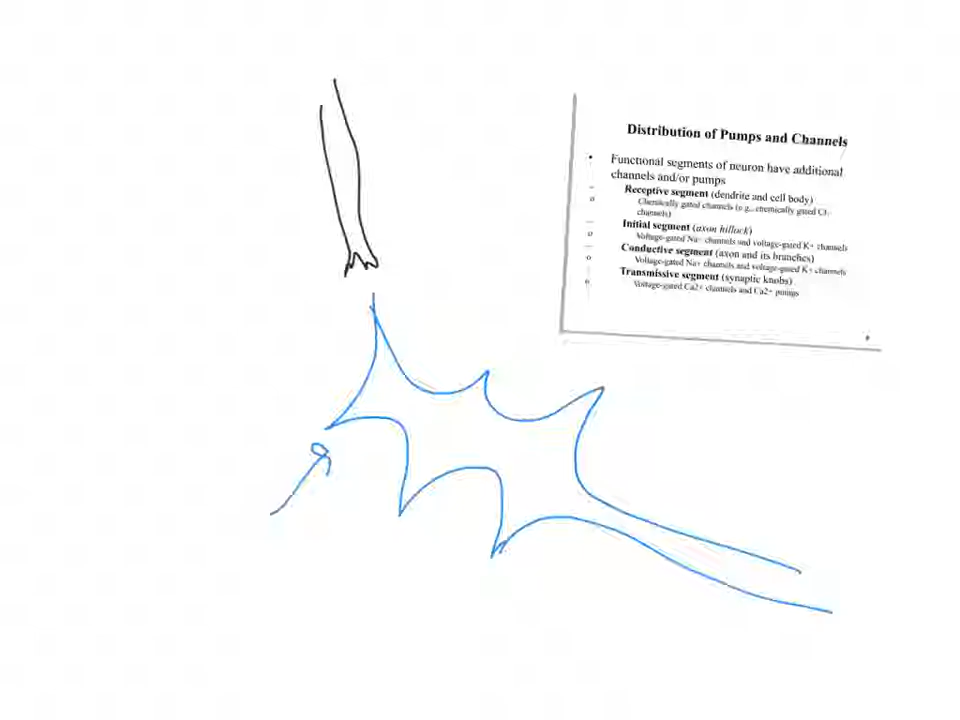 Distribution of Pumps and Channels
• Functional segments of neuron have additional
channels and/or pumps
– Receptive segment (dendrite and cell body)
o Chemically gated channels (e.g., chemically gated Cl-
channels)
– Initial segment (axon hillock)
o Voltage-gated Na+ channels and voltage-gated K+ channels
– Conductive segment (axon and its branches)
o Voltage-gated Na+ channels and voltage-gated K+ channels
– Transmissive segment (synaptic knobs)
o Voltage-gated Ca2+ channels and Ca2+ pumps